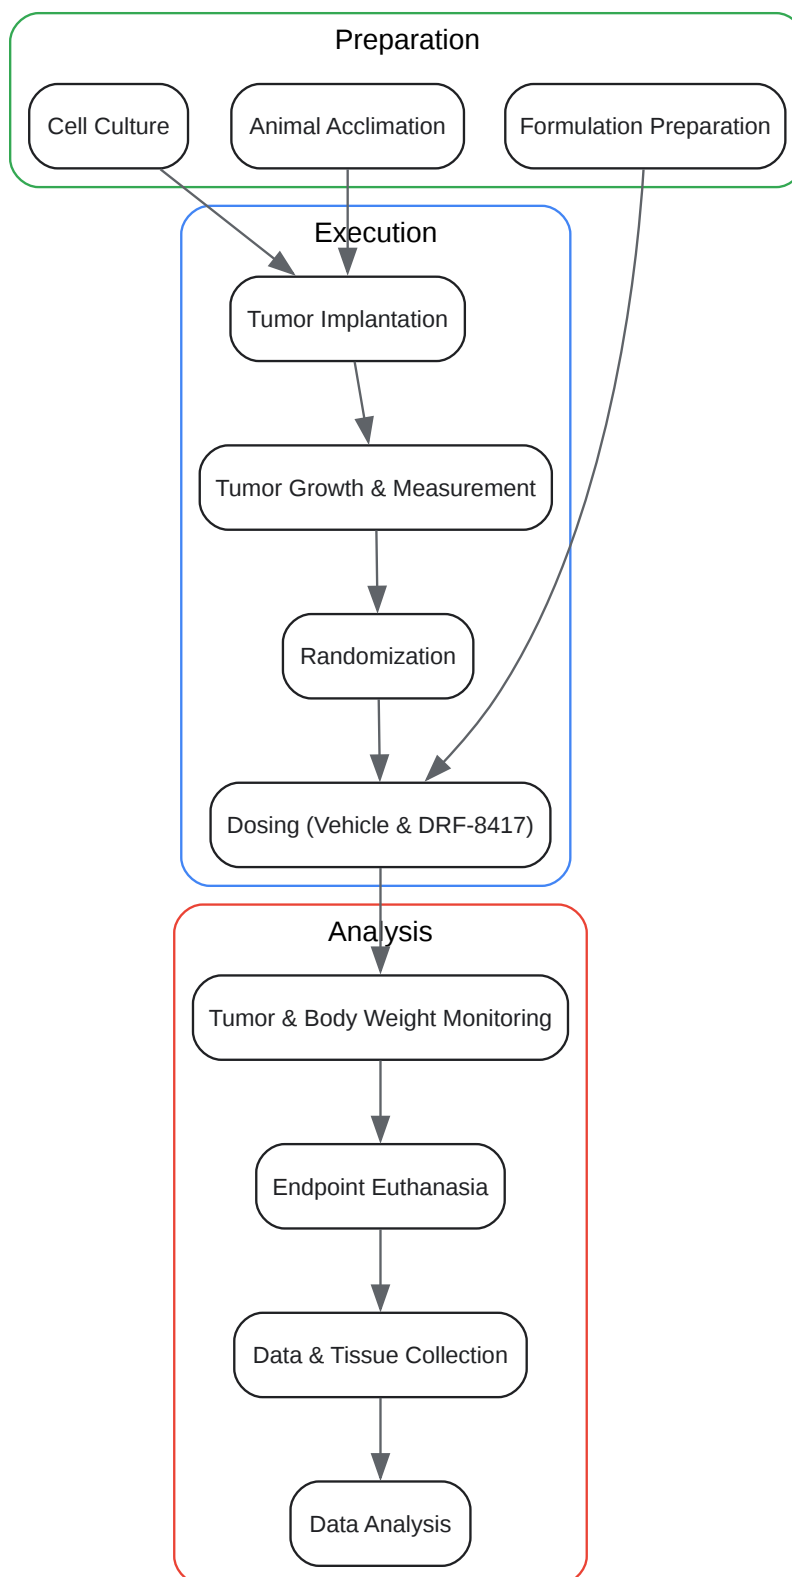 Preparation
Cell Culture
Animal Acclimation
Formulation Preparation
Execution
Tumor Implantation
Tumor Growth & Measurement
Randomization
Dosing (Vehicle & DRF-8417)
Analysis
Tumor & Body Weight Monitoring
Endpoint Euthanasia
Data & Tissue Collection
Data Analysis